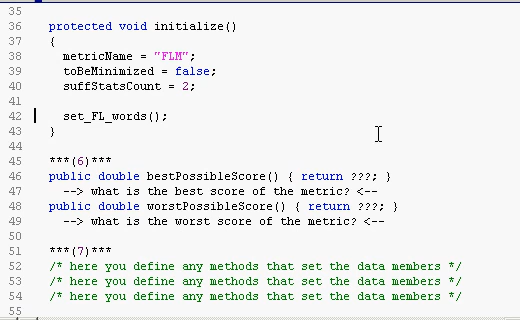 35
36 protected void initialize()
37 {
38 metricName = "FLM";
39 toBeMinimized = false;
40 suffStatsCount = 2;
41
42 set_FL_words();
43 }
44
45 ***(6)***
46 public double bestPossibleScore() { return ???; }
47 --> what is the best score of the metric? <--
48 public double worstPossibleScore() { return ???; }
49 --> what is the worst score of the metric? <--
50
51 ***(7)***
52 /* here you define any methods that set the data members */
53 /* here you define any methods that set the data members */
54 /* here you define any methods that set the data members */
55